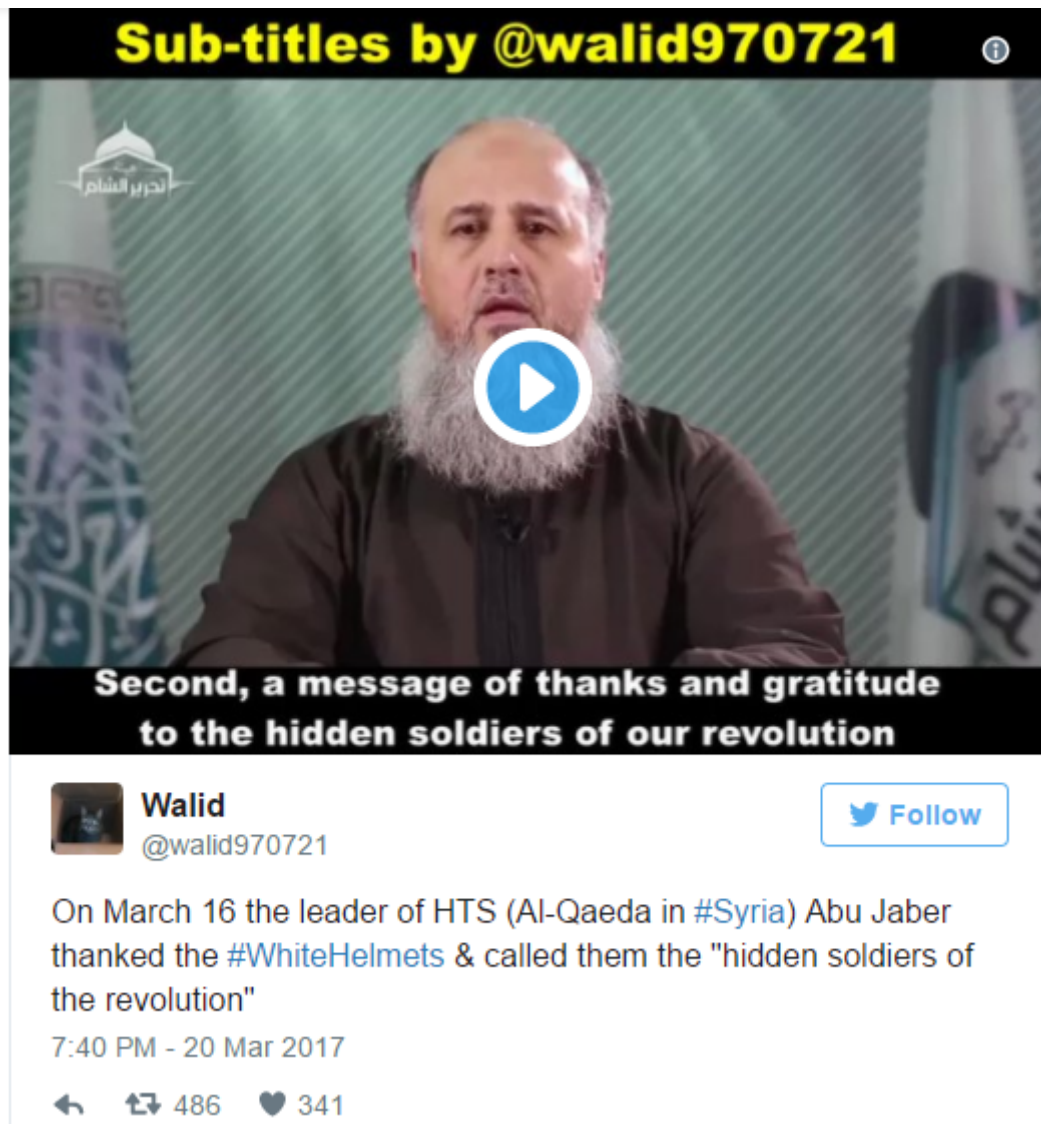 Sub-titles by @walid970721
هيئة
تحرير الشام
Second, a message of thanks and gratitude
to the hidden soldiers of our revolution
Walid
@walid970721
Follow
On March 16 the leader of HTS (Al-Qaeda in #Syria) Abu Jaber
thanked the #WhiteHelmets & called them the "hidden soldiers of
the revolution"
7:40 PM - 20 Mar 2017
486 341